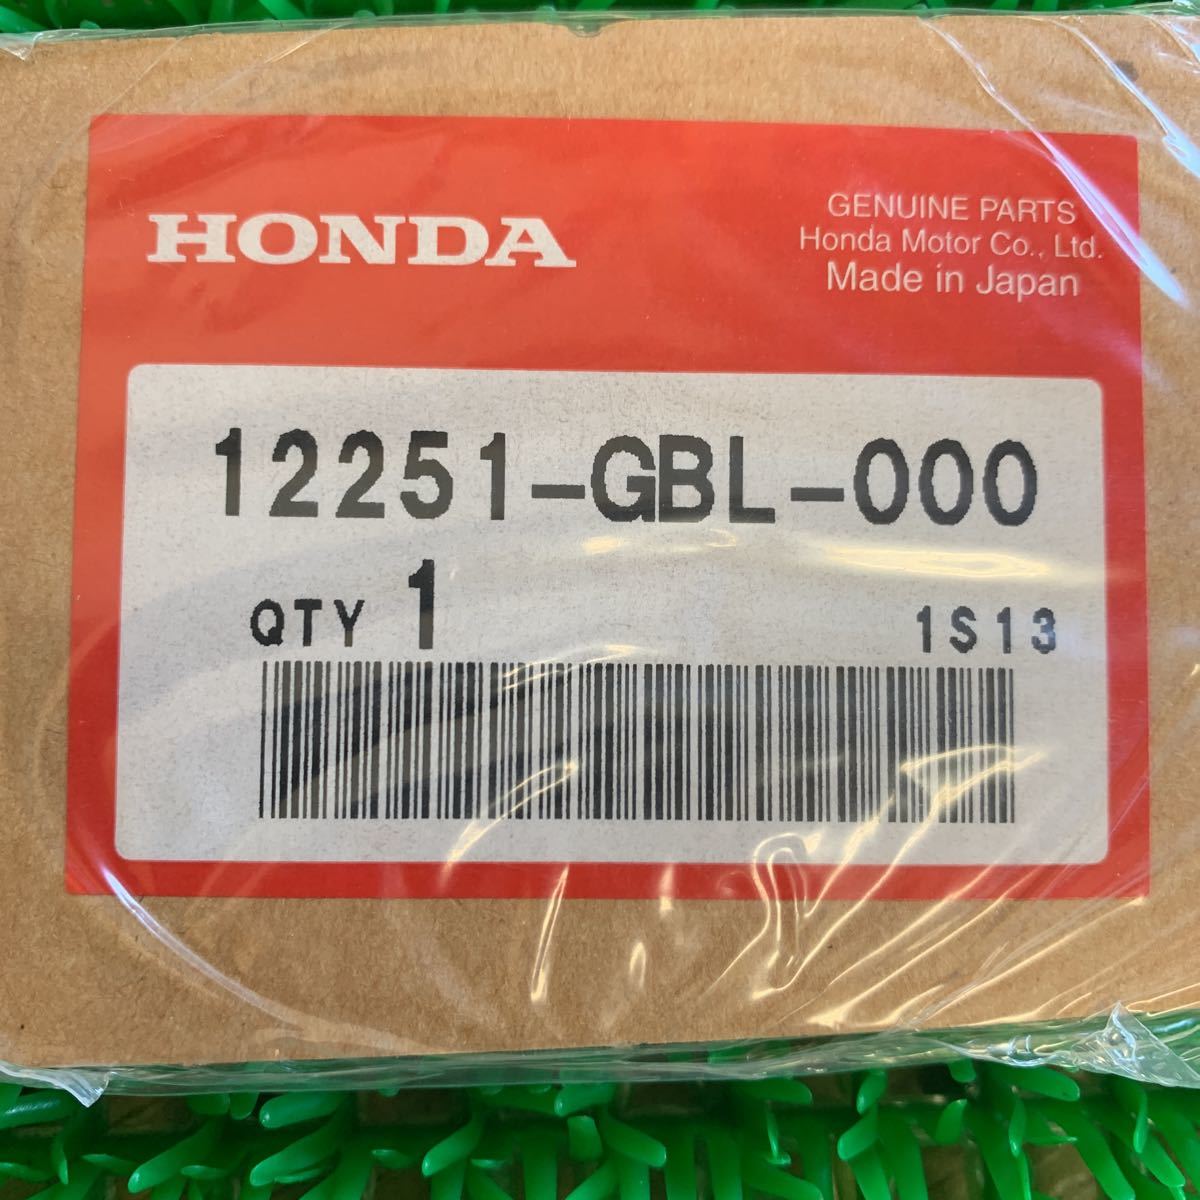 HONDA
GENUINE PARTS
Honda Motor Co., Ltd.
Made in Japan
12251-GBL-000
QTY 1
1S13